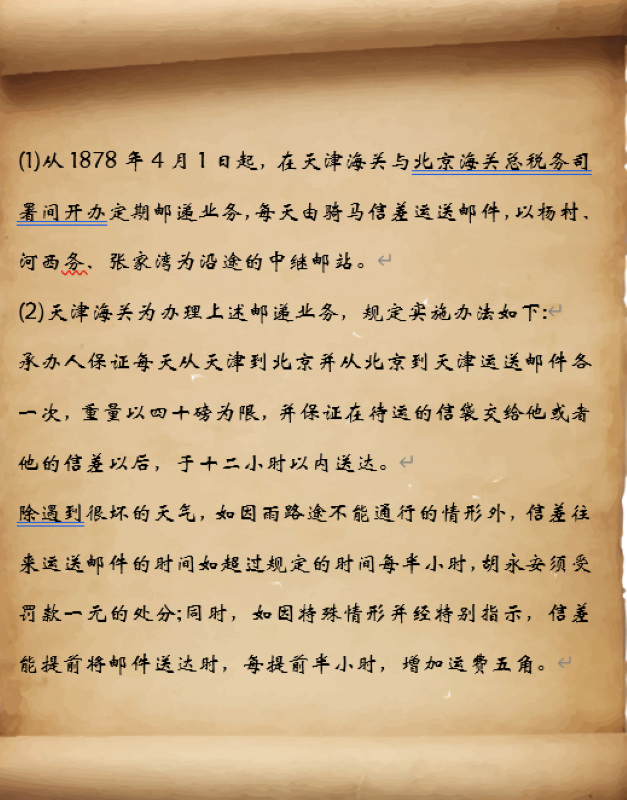 (1)从1878年4月1日起，在天津海关与北京海关总税务司
署间开办定期邮递业务，每天由骑马信差运送邮件，以杨村、
河西务、张家湾为沿途的中继邮站。
(2)天津海关为办理上述邮递业务，规定实施办法如下：
承办人保证每天从天津到北京并从北京到天津运送邮件各
一次，重量以四十磅为限，并保证在待运的信袋交给他或者
他的信差以后，于十二小时以内送达。
除遇到很坏的天气，如因雨路途不能通行的情形外，信差往
来运送邮件的时间如超过规定的时间每半小时，胡永安须受
罚款一元的处分；同时，如因特殊情形并经特别指示，信差
能提前将邮件送达时，每提前半小时，增加运费五角。